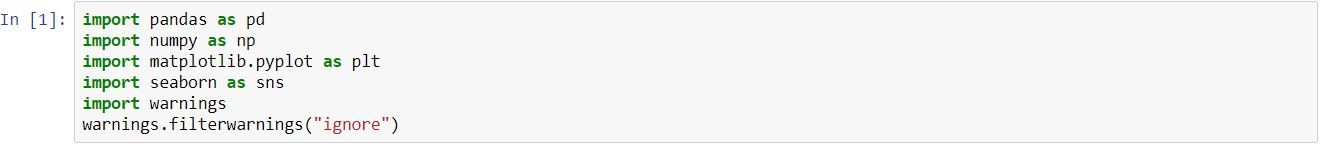 In [1]: import pandas as pd
import numpy as np
import matplotlib.pyplot as plt
import seaborn as sns
import warnings
warnings.filterwarnings("ignore")